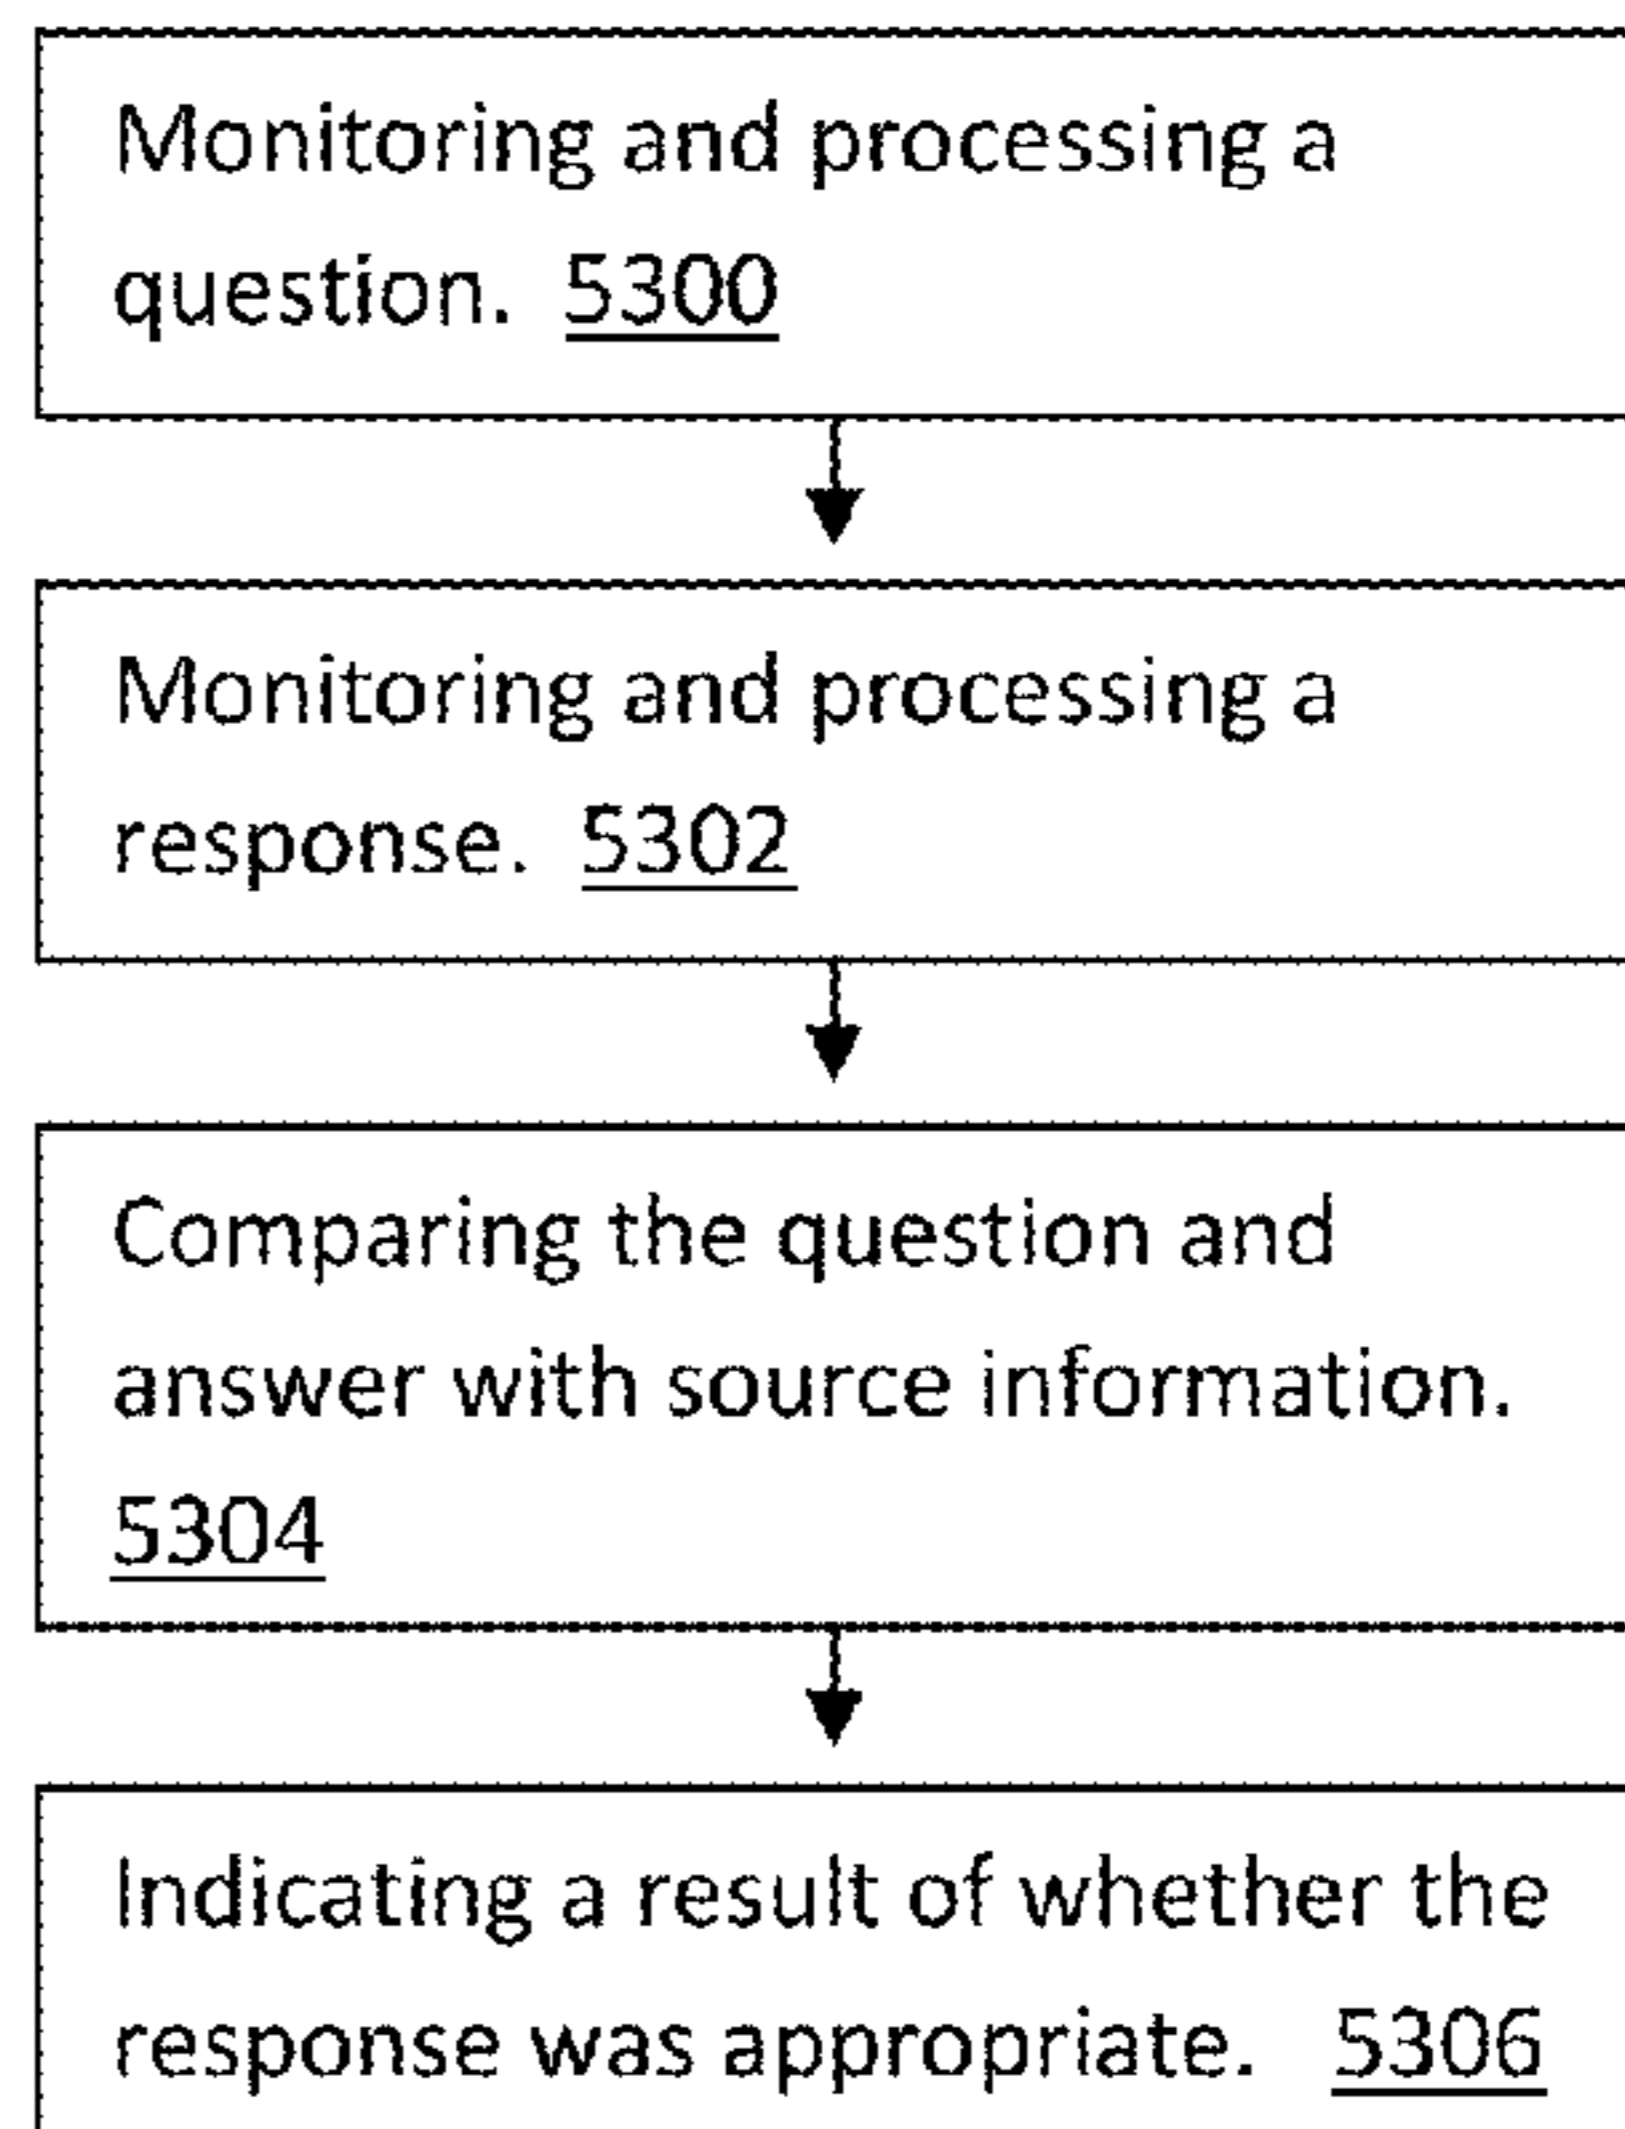 Monitoring and processing a
question. 5300
Monitoring and processing a
response. 5302
Comparing the question and
answer with source information.
5304
Indicating a result of whether the
response was appropriate. 5306